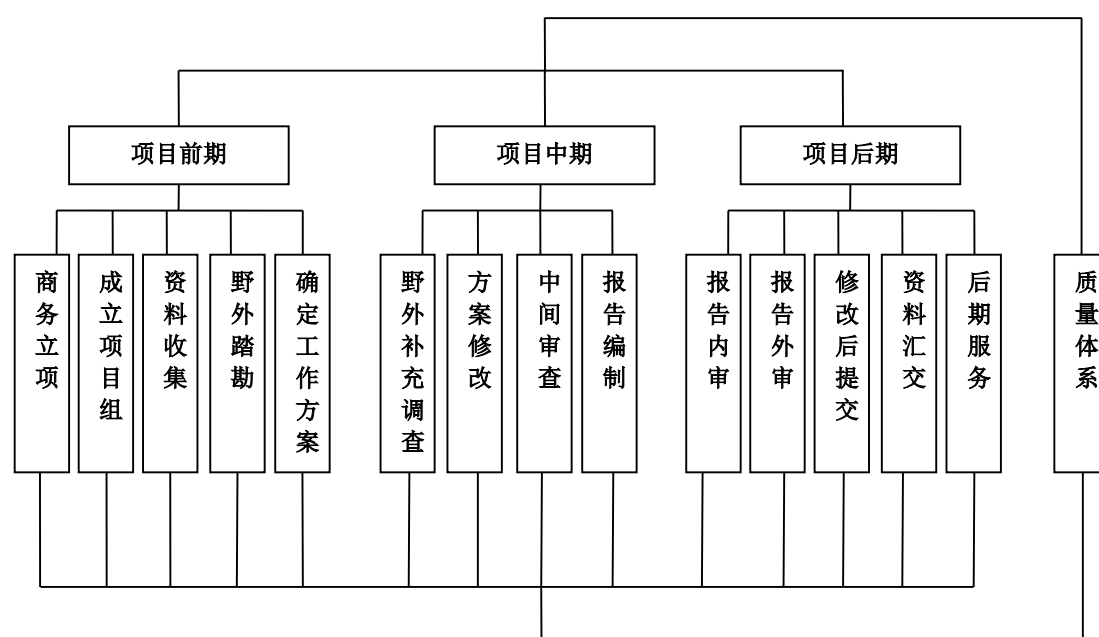 项目前期
项目中期
项目后期
商务立项
成立项目组
资料收集
野外踏勘
确定工作方案
野外补充调查
方案修改
中间审查
报告编制
报告内审
报告外审
修改后提交
资料汇交
后期服务
质量体系